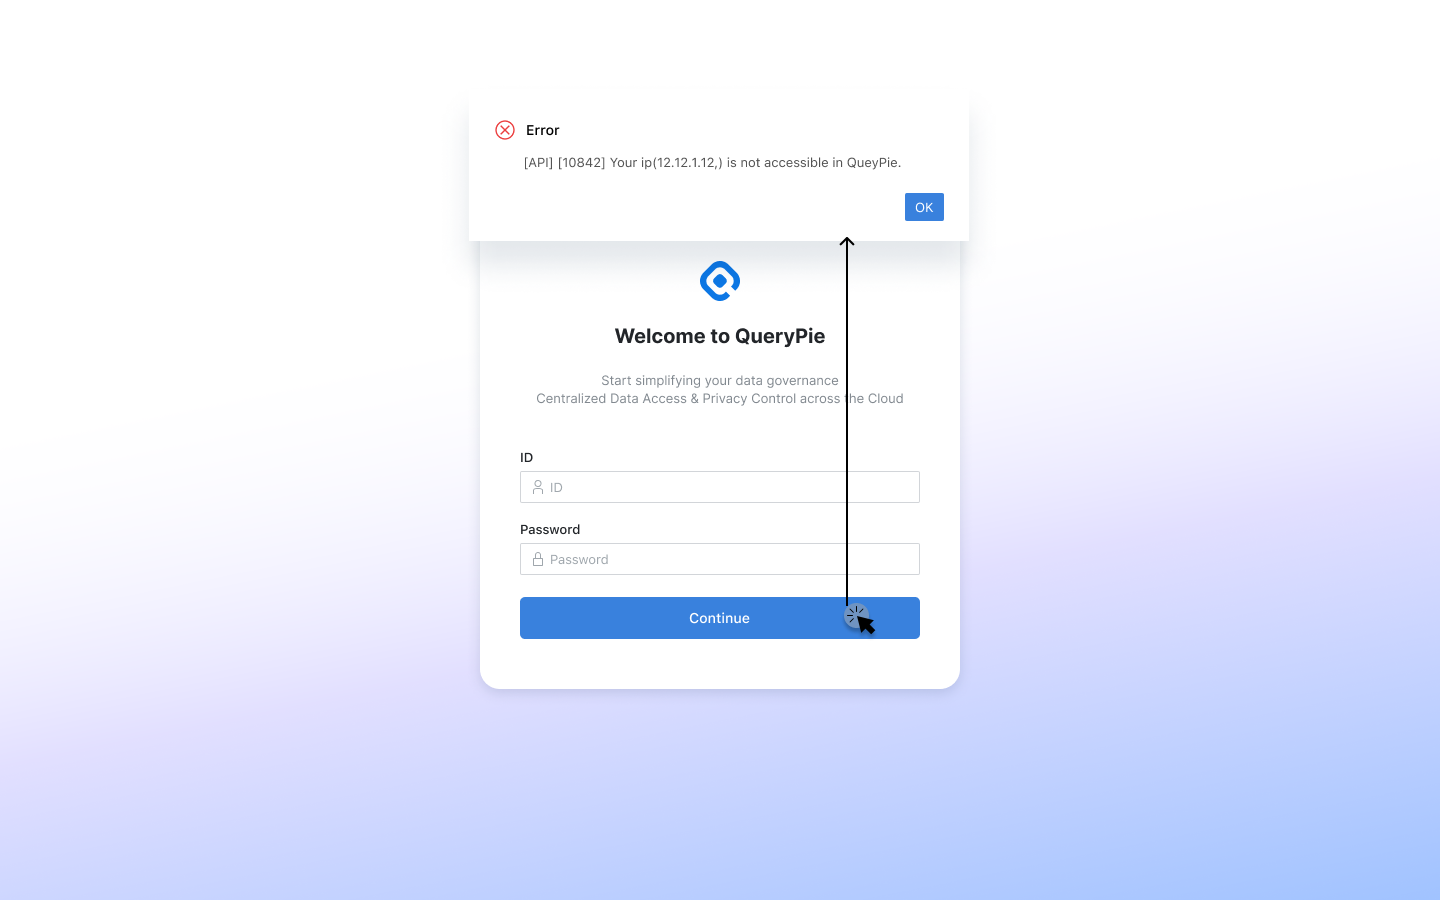 Error
[API] [10842] Your ip(12.12.1.12,) is not accessible in QueyPie.
OK
Welcome to QueryPie
Start simplifying your data governance
Centralized Data Access & Privacy Control across the Cloud
ID
ID
Password
Password
Continue